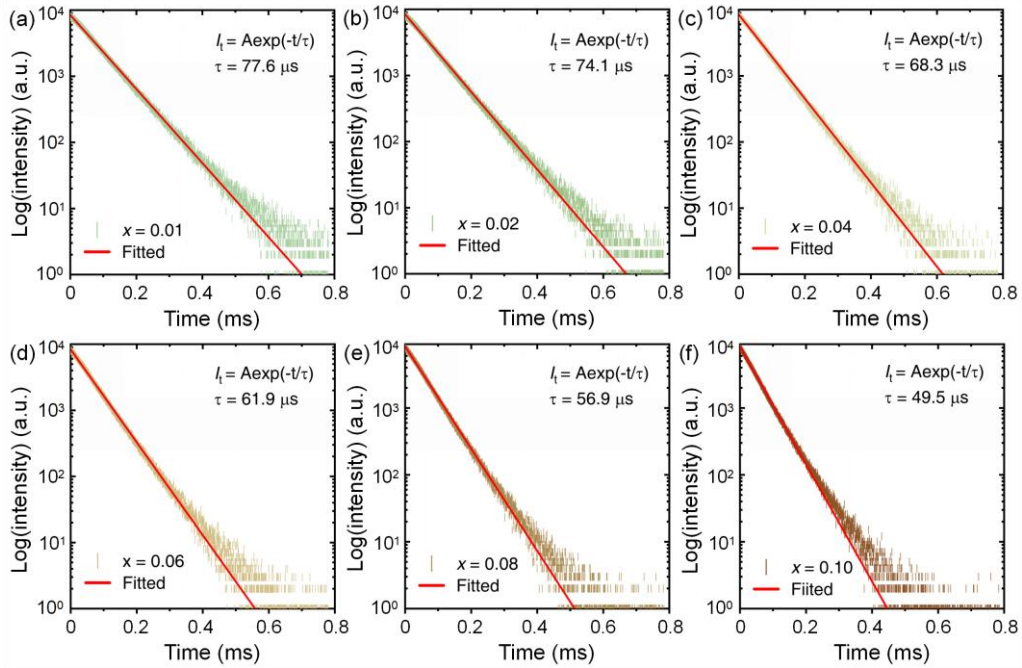 (a)
10⁴
10³
10²
10¹
10⁰
Log(intensity) (a.u.)
Iₜ = Aexp(-t/τ)
τ = 77.6 μs
x = 0.01
Fitted
0 0.2 0.4 0.6 0.8
Time (ms)
(b)
10⁴
10³
10²
10¹
10⁰
Log(intensity) (a.u.)
Iₜ = Aexp(-t/τ)
τ = 74.1 μs
x = 0.02
Fitted
0 0.2 0.4 0.6 0.8
Time (ms)
(c)
10⁴
10³
10²
10¹
10⁰
Log(intensity) (a.u.)
Iₜ = Aexp(-t/τ)
τ = 68.3 μs
x = 0.04
Fitted
0 0.2 0.4 0.6 0.8
Time (ms)
(d)
10⁴
10³
10²
10¹
10⁰
Log(intensity) (a.u.)
Iₜ = Aexp(-t/τ)
τ = 61.9 μs
x = 0.06
Fitted
0 0.2 0.4 0.6 0.8
Time (ms)
(e)
10⁴
10³
10²
10¹
10⁰
Log(intensity) (a.u.)
Iₜ = Aexp(-t/τ)
τ = 56.9 μs
x = 0.08
Fitted
0 0.2 0.4 0.6 0.8
Time (ms)
(f)
10⁴
10³
10²
10¹
10⁰
Log(intensity) (a.u.)
Iₜ = Aexp(-t/τ)
τ = 49.5 μs
x = 0.10
Fiited
0 0.2 0.4 0.6 0.8
Time (ms)